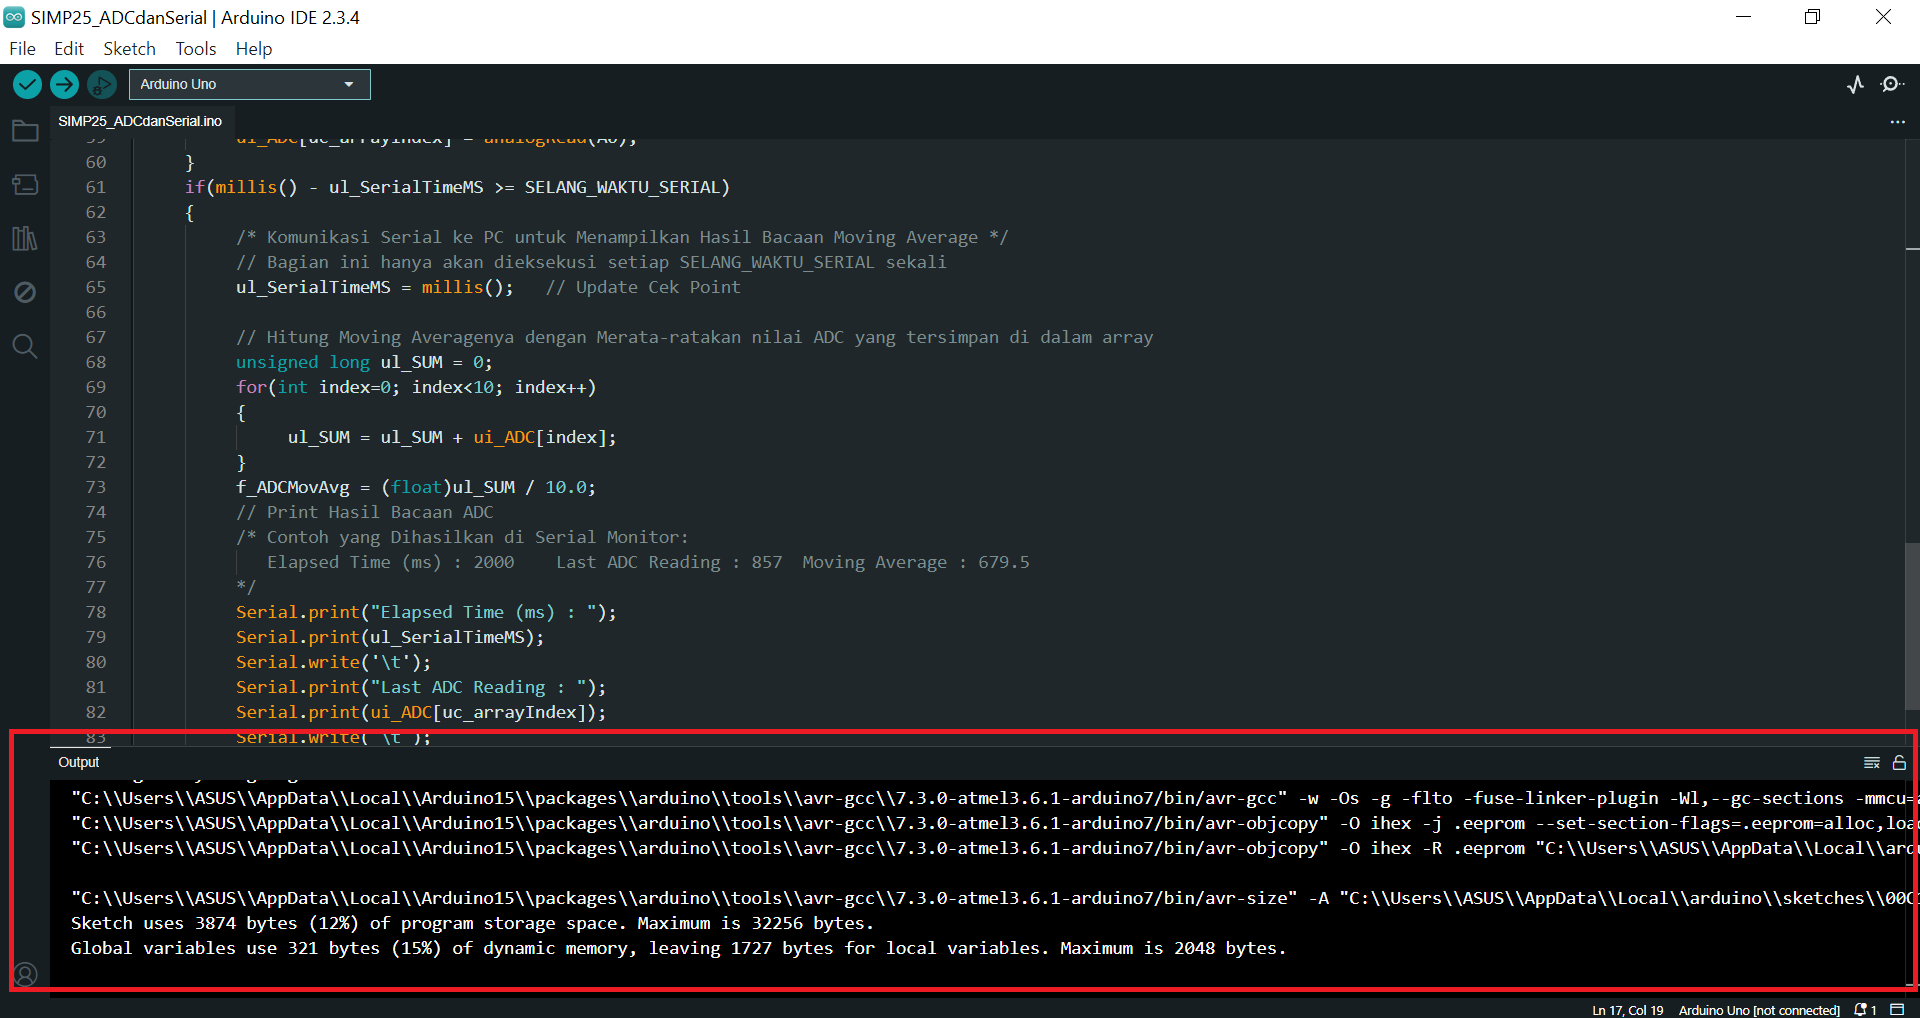 SIMP25_ADCdanSerial | Arduino IDE 2.3.4
File Edit Sketch Tools Help
Arduino Uno
SIMP25_ADCdanSerial.ino
59 ui_ADC[uc_arrayIndex] = analogRead(A0);
60 }
61 if(millis() - ul_SerialTimeMS >= SELANG_WAKTU_SERIAL)
62 {
63 /* Komunikasi Serial ke PC untuk Menampilkan Hasil Bacaan Moving Average */
64 // Bagian ini hanya akan dieksekusi setiap SELANG_WAKTU_SERIAL sekali
65 ul_SerialTimeMS = millis(); // Update Cek Point
66
67 // Hitung Moving Averagenya dengan Merata-ratakan nilai ADC yang tersimpan di dalam array
68 unsigned long ul_SUM = 0;
69 for(int index=0; index<10; index++)
70 {
71 ul_SUM = ul_SUM + ui_ADC[index];
72 }
73 f_ADCMovAvg = (float)ul_SUM / 10.0;
74 // Print Hasil Bacaan ADC
75 /* Contoh yang Dihasilkan di Serial Monitor:
76 Elapsed Time (ms) : 2000 Last ADC Reading : 857 Moving Average : 679.5
77 */
78 Serial.print("Elapsed Time (ms) : ");
79 Serial.print(ul_SerialTimeMS);
80 Serial.write('\t');
81 Serial.print("Last ADC Reading : ");
82 Serial.print(ui_ADC[uc_arrayIndex]);
83 Serial.write('\t');
Output
"C:\\Users\\ASUS\\AppData\\Local\\Arduino15\\packages\\arduino\\tools\\avr-gcc\\7.3.0-atmel3.6.1-arduino7/bin/avr-gcc" -w -Os -g -flto -fuse-linker-plugin -Wl,--gc-sections -mmcu=
"C:\\Users\\ASUS\\AppData\\Local\\Arduino15\\packages\\arduino\\tools\\avr-gcc\\7.3.0-atmel3.6.1-arduino7/bin/avr-objcopy" -O ihex -j .eeprom --set-section-flags=.eeprom=alloc,loa
"C:\\Users\\ASUS\\AppData\\Local\\Arduino15\\packages\\arduino\\tools\\avr-gcc\\7.3.0-atmel3.6.1-arduino7/bin/avr-objcopy" -O ihex -R .eeprom "C:\\Users\\ASUS\\AppData\\Local\\ard
"C:\\Users\\ASUS\\AppData\\Local\\Arduino15\\packages\\arduino\\tools\\avr-gcc\\7.3.0-atmel3.6.1-arduino7/bin/avr-size" -A "C:\\Users\\ASUS\\AppData\\Local\\arduino\\sketches\\00C
Sketch uses 3874 bytes (12%) of program storage space. Maximum is 32256 bytes.
Global variables use 321 bytes (15%) of dynamic memory, leaving 1727 bytes for local variables. Maximum is 2048 bytes.
Ln 17, Col 19 Arduino Uno [not connected] 1